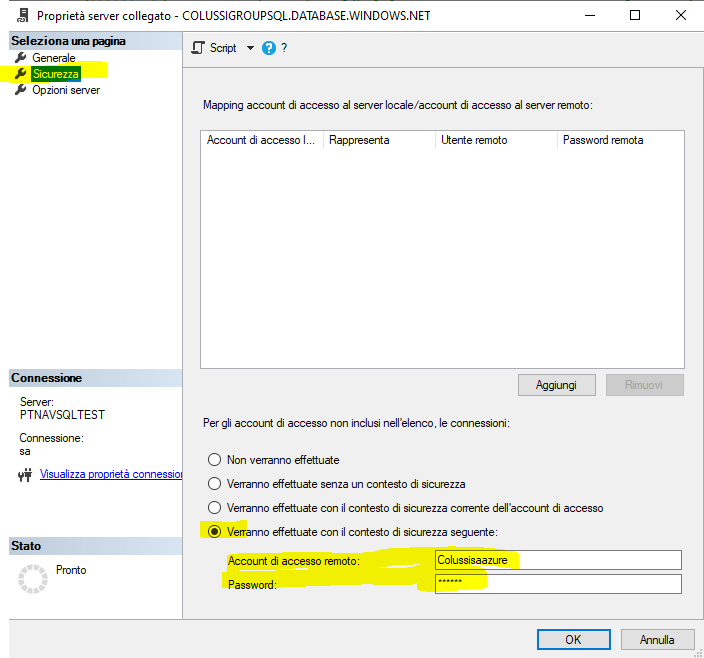 Proprietà server collegato - COLUSSIGROUPSQL.DATABASE.WINDOWS.NET
Seleziona una pagina
Generale
Sicurezza
Opzioni server
Script ? ?
Mapping account di accesso al server locale/account di accesso al server remoto:
Account di accesso l... Rappresenta Utente remoto Password remota
Aggiungi Rimuovi
Connessione
Server:
PTNAVSQLTEST
Connessione:
sa
Visualizza proprietà connession
Per gli account di accesso non inclusi nell'elenco, le connessioni:
Non verranno effettuate
Verranno effettuate senza un contesto di sicurezza
Verranno effettuate con il contesto di sicurezza corrente dell'account di accesso
Verranno effettuate con il contesto di sicurezza seguente:
Account di accesso remoto: Colussisaazure
Password: ******
Stato
Pronto
OK Annulla